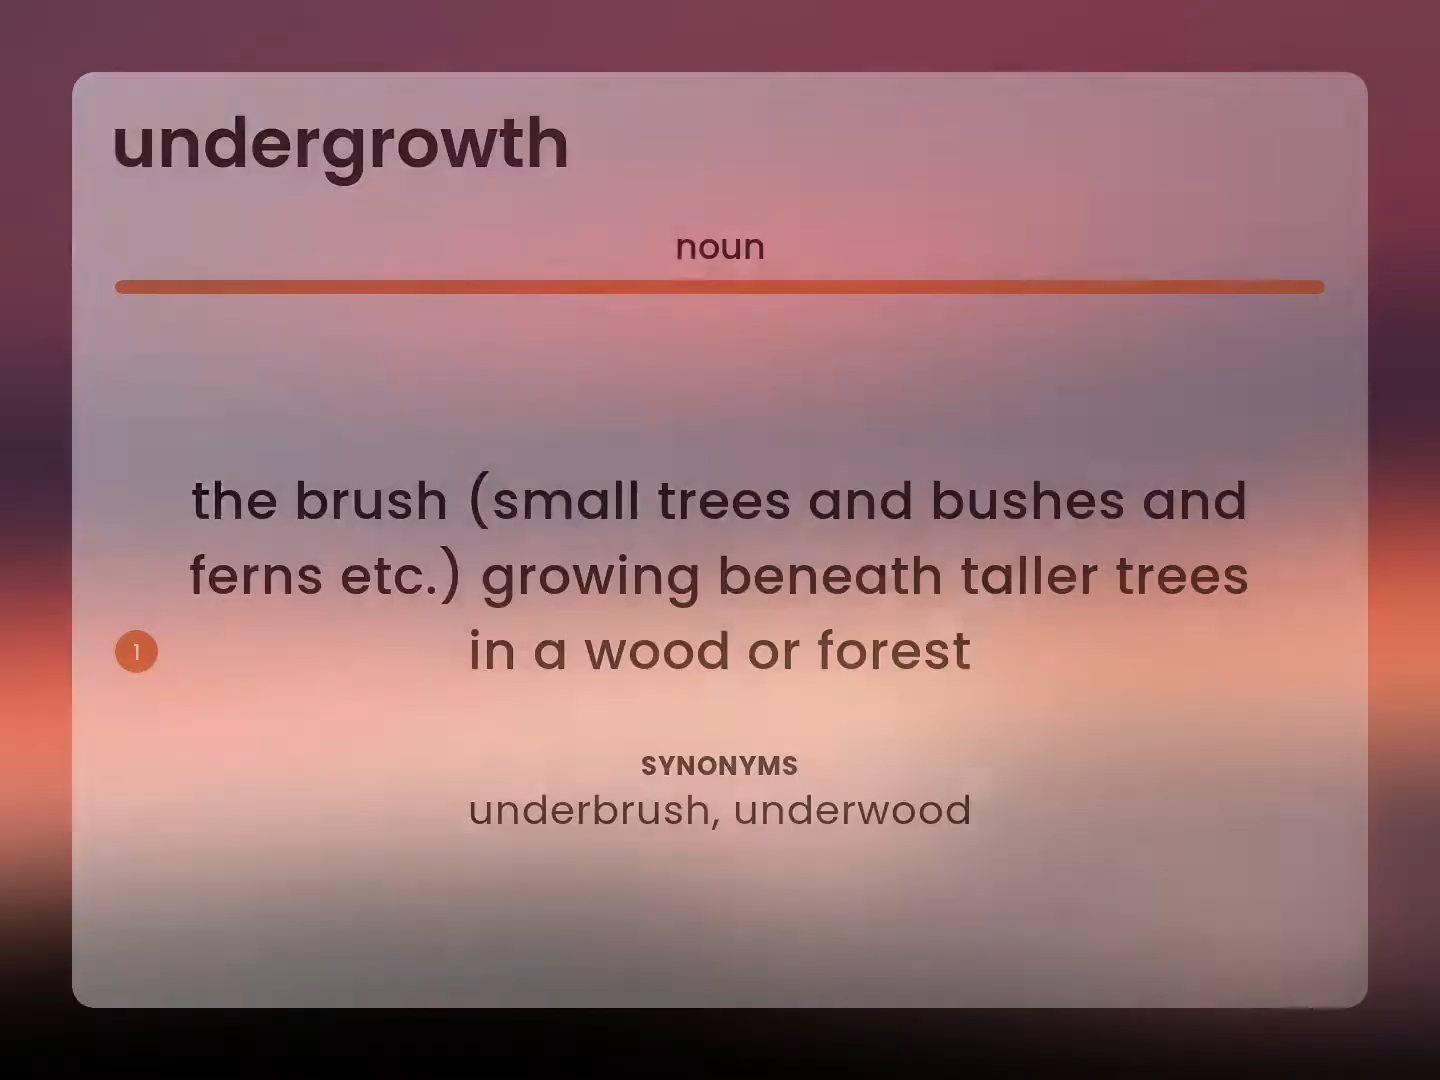 undergrowth
noun
the brush (small trees and bushes and
ferns etc.) growing beneath taller trees
1 in a wood or forest
SYNONYMS
underbrush, underwood